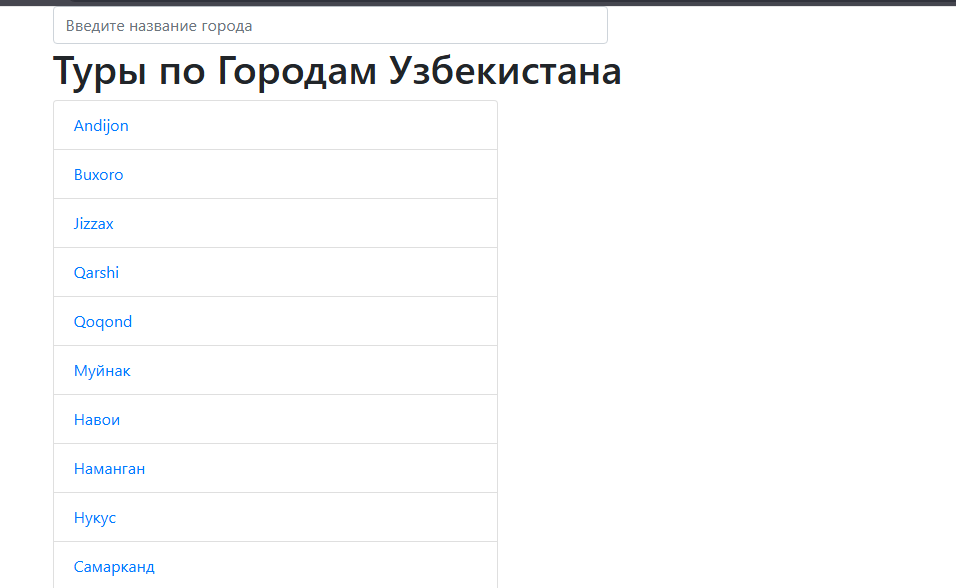 Введите название города
Туры по Городам Узбекистана
Andijon
Buxoro
Jizzax
Qarshi
Qoqond
Муйнак
Навои
Наманган
Нукус
Самарканд